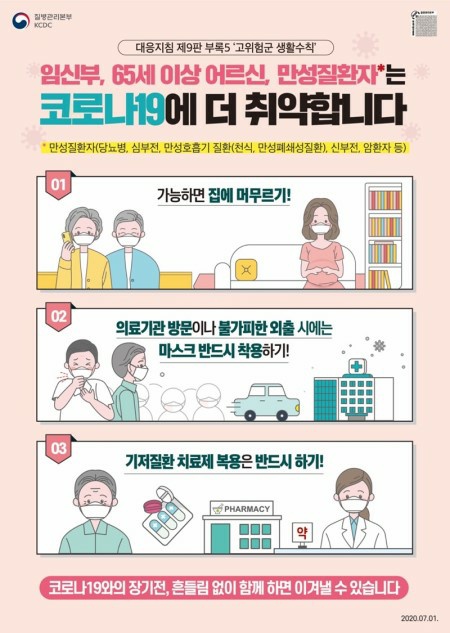 질병관리본부
KCDC
대응지침 제9판 부록5 '고위험군 생활수칙'
임신부, 65세 이상 어르신, 만성질환자*는
코로나19에 더 취약합니다
* 만성질환자(당뇨병, 심부전, 만성호흡기 질환(천식, 만성폐쇄성질환), 신부전, 암환자 등)
01
가능하면 집에 머무르기!
02
의료기관 방문이나 불가피한 외출 시에는
마스크 반드시 착용하기!
03
기저질환 치료제 복용은 반드시 하기!
PHARMACY
약
코로나19와의 장기전, 흔들림 없이 함께 하면 이겨낼 수 있습니다
2020.07.01.